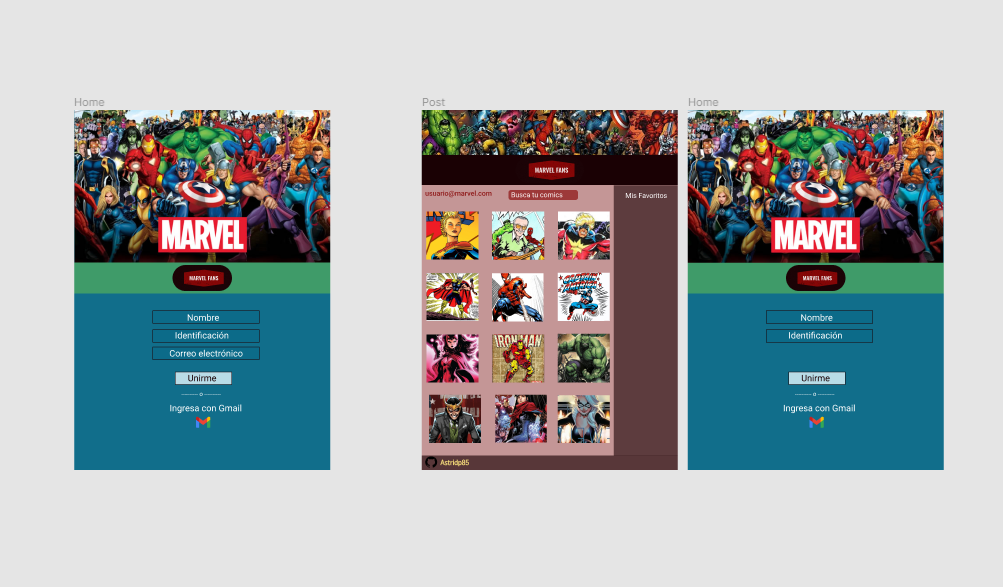 Home
MARVEL
MARVEL FANS
Nombre
Identificación
Correo electrónico
Unirme
o
Ingresa con Gmail
Post
MARVEL FANS
usuario@marvel.com
Busca tu comics
Mis Favoritos
IRON MAN
CAPTAIN AMERICA
Astridp85
Home
MARVEL
MARVEL FANS
Nombre
Identificación
Unirme
o
Ingresa con Gmail